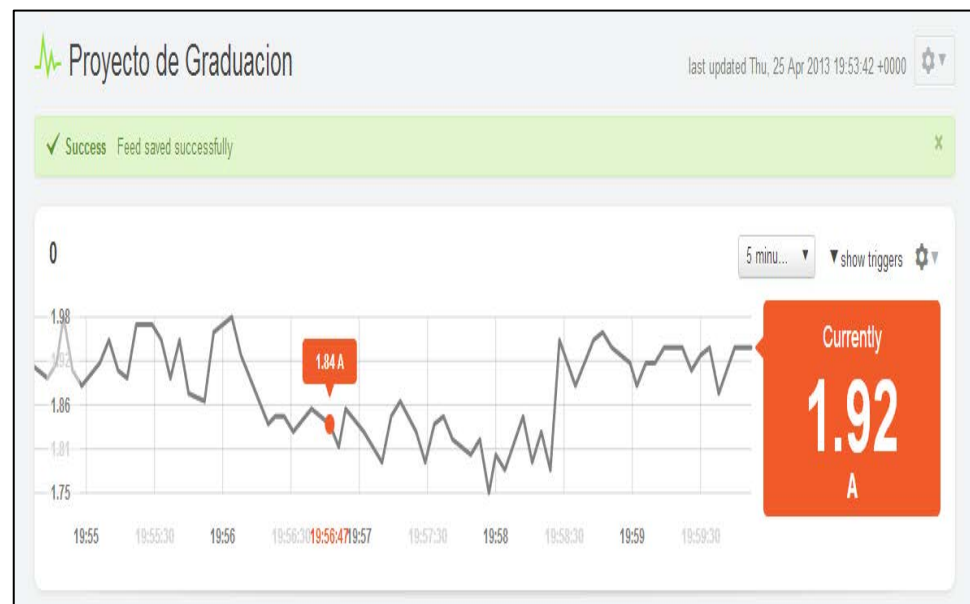 Proyecto de Graduacion
last updated Thu, 25 Apr 2013 19:53:42 +0000
Success Feed saved successfully
x
0
5 minu...
show triggers
1.98
1.92
1.86
1.81
1.75
1.84 A
Currently
1.92
A
19:55 19:55:30 19:56 19:56:30 19:56:47 19:57 19:57:30 19:58 19:58:30 19:59 19:59:30